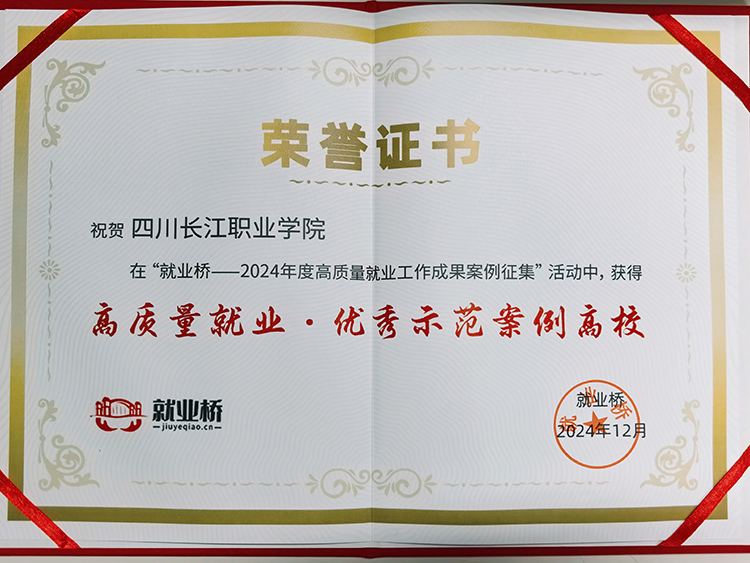 荣誉证书
祝贺 四川长江职业学院
在“就业桥——2024年度高质量就业工作成果案例征集”活动中，获得
高质量就业·优秀示范案例高校
就业桥
jiuyeqiao.cn
就业桥
就业桥
2024年12月